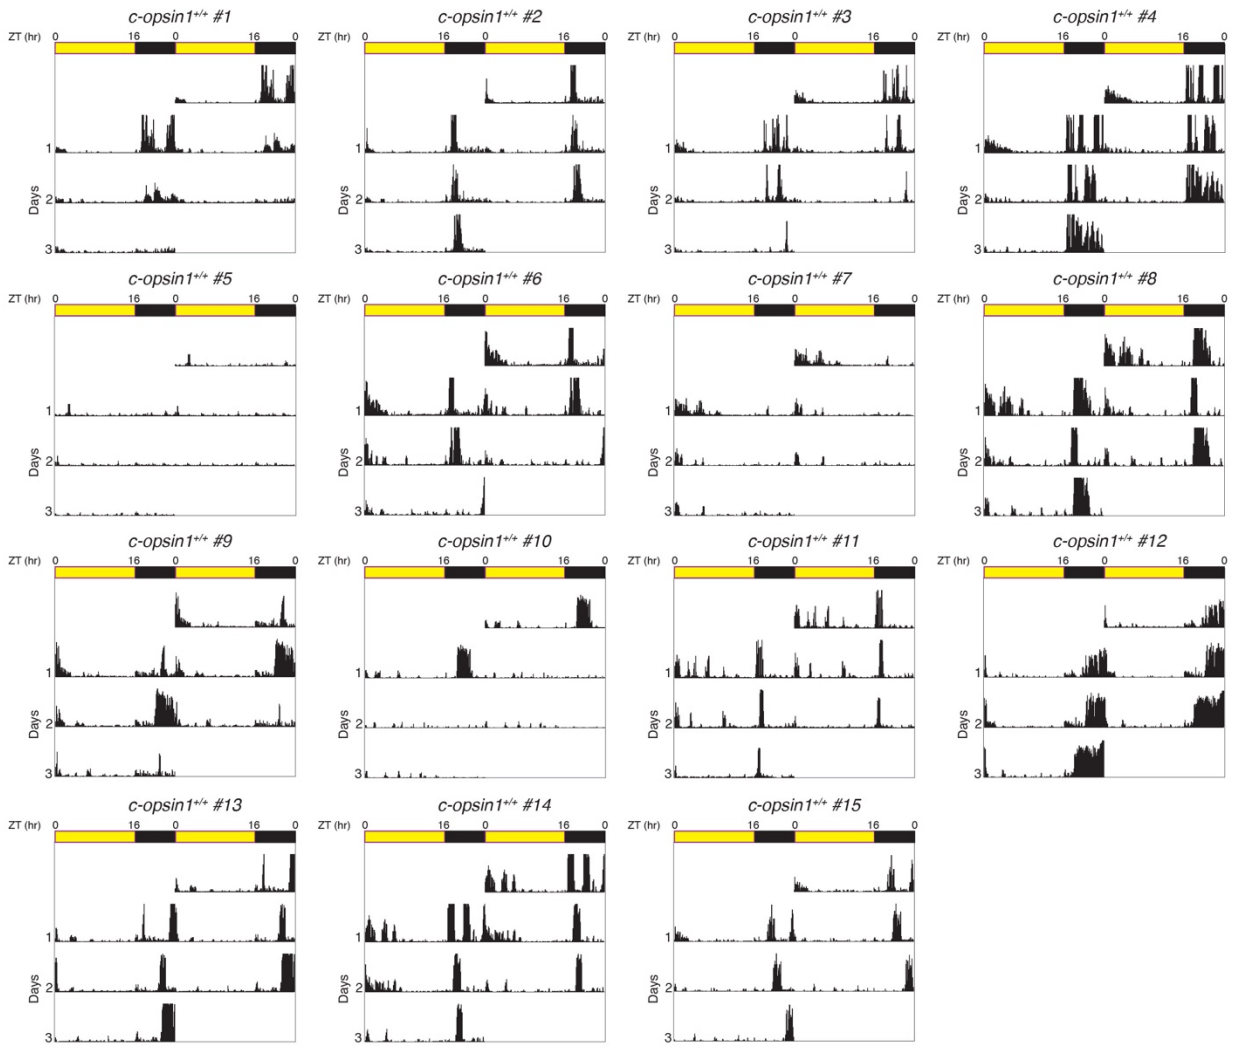 c-opsin1+/+ #1 c-opsin1+/+ #2 c-opsin1+/+ #3 c-opsin1+/+ #4
ZT (hr) 0 16 0 16 0 ZT (hr) 0 16 0 16 0 ZT (hr) 0 16 0 16 0 ZT (hr) 0 16 0 16 0
1 1 1 1
Days 2 Days 2 Days 2 Days 2
3 3 3 3
c-opsin1+/+ #5 c-opsin1+/+ #6 c-opsin1+/+ #7 c-opsin1+/+ #8
ZT (hr) 0 16 0 16 0 ZT (hr) 0 16 0 16 0 ZT (hr) 0 16 0 16 0 ZT (hr) 0 16 0 16 0
1 1 1 1
Days 2 Days 2 Days 2 Days 2
3 3 3 3
c-opsin1+/+ #9 c-opsin1+/+ #10 c-opsin1+/+ #11 c-opsin1+/+ #12
ZT (hr) 0 16 0 16 0 ZT (hr) 0 16 0 16 0 ZT (hr) 0 16 0 16 0 ZT (hr) 0 16 0 16 0
1 1 1 1
Days 2 Days 2 Days 2 Days 2
3 3 3 3
c-opsin1+/+ #13 c-opsin1+/+ #14 c-opsin1+/+ #15
ZT (hr) 0 16 0 16 0 ZT (hr) 0 16 0 16 0 ZT (hr) 0 16 0 16 0
1 1 1
Days 2 Days 2 Days 2
3 3 3